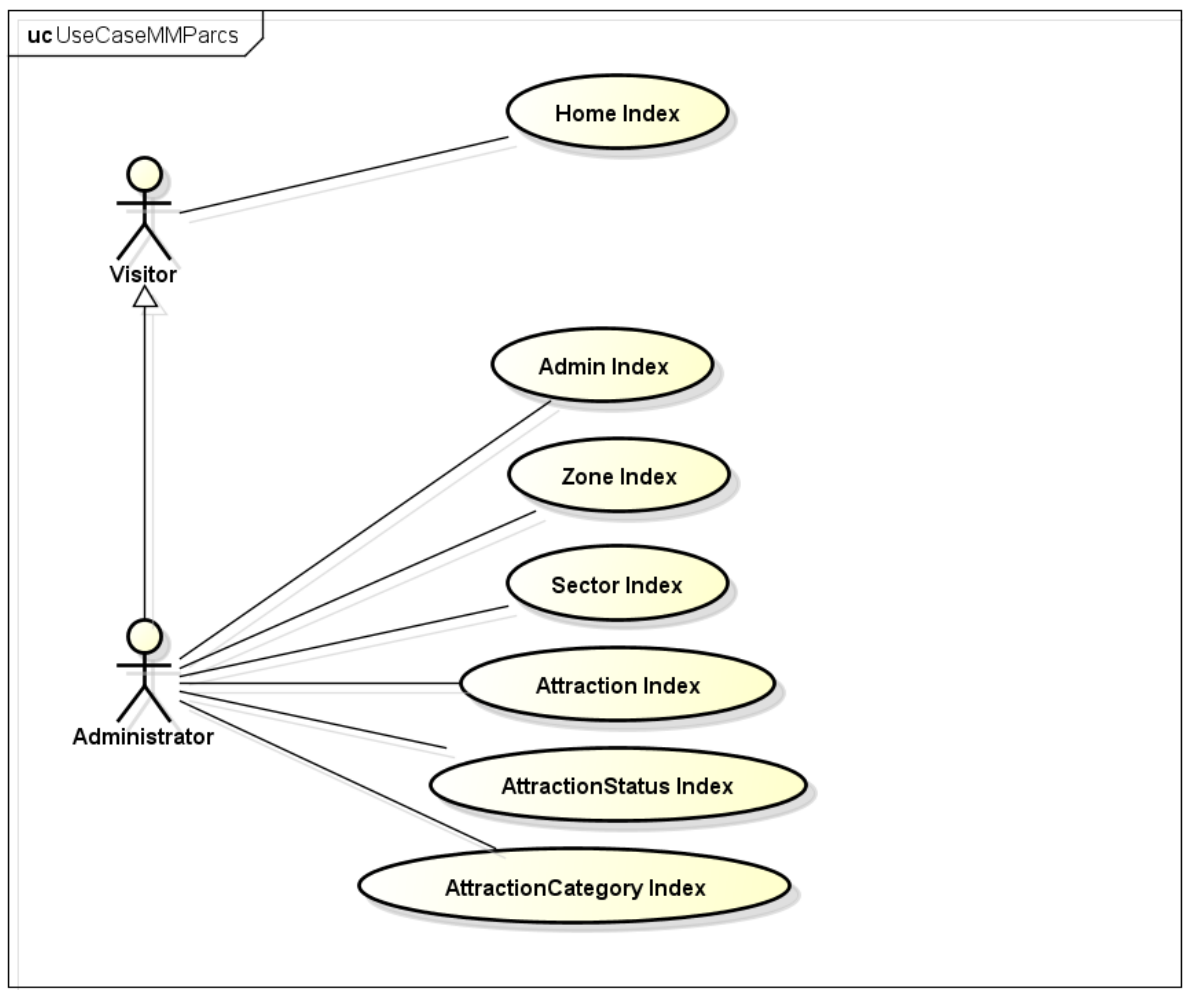 uc UseCaseMMParcs
Home Index
Visitor
Admin Index
Zone Index
Sector Index
Attraction Index
Administrator
AttractionStatus Index
AttractionCategory Index